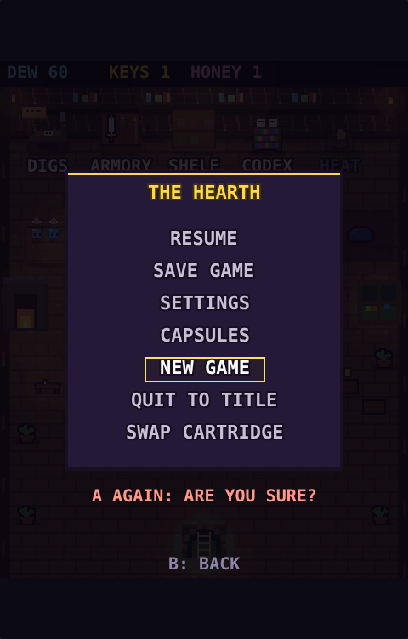 DEW 60 KEYS 1 HONEY 1
DIGS ARMORY SHELF CODEX HEAT
THE HEARTH
RESUME
SAVE GAME
SETTINGS
CAPSULES
NEW GAME
QUIT TO TITLE
SWAP CARTRIDGE
A AGAIN: ARE YOU SURE?
B: BACK